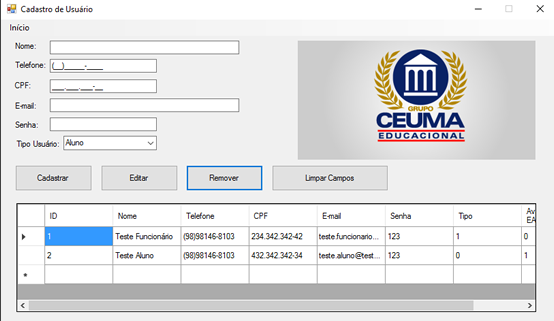 Cadastro de Usuário
Início
Nome:
Telefone: (__)_____-____
CPF: ___.___.___-__
E-mail:
Senha:
Tipo Usuário: Aluno
GRUPO
CEUMA
EDUCACIONAL
Cadastrar Editar Remover Limpar Campos
ID Nome Telefone CPF E-mail Senha Tipo Av
EA
1 Teste Funcionário (98)98146-8103 234.342.342-42 teste.funcionario... 123 1 0
2 Teste Aluno (98)98146-8103 432.342.342-34 teste.aluno@test... 123 0 1